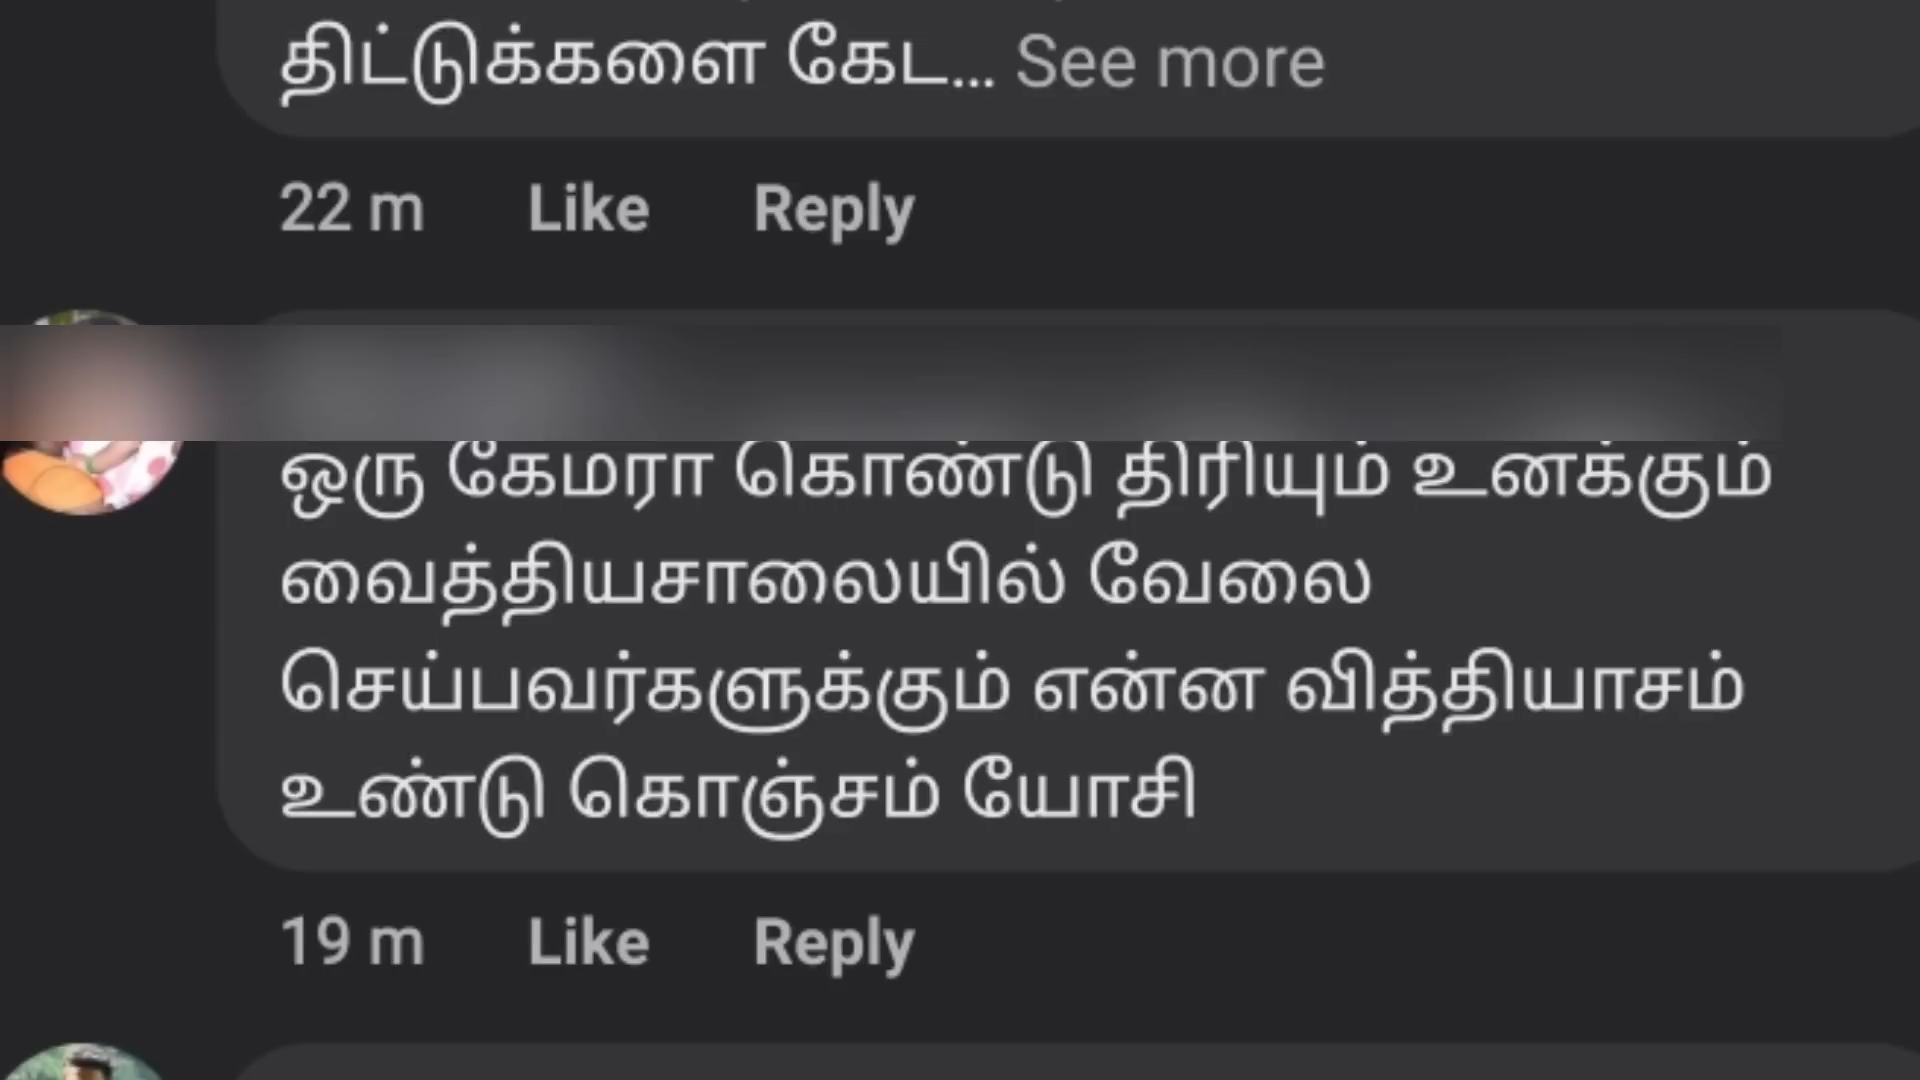 திட்டுக்களை கேட... See more
22 m Like Reply
ஒரு கேமரா கொண்டு திரியும் உனக்கும்
வைத்தியசாலையில் வேலை
செய்பவர்களுக்கும் என்ன வித்தியாசம்
உண்டு கொஞ்சம் யோசி
19 m Like Reply